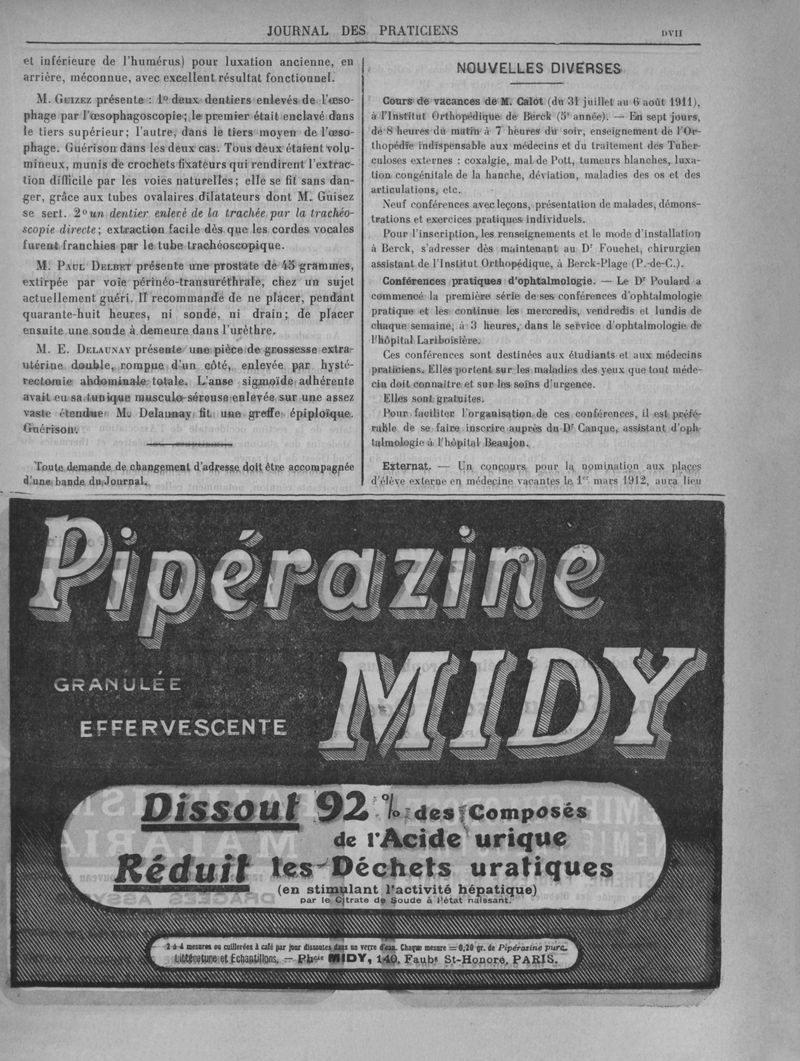 JOURNAL DES PRATICIENS
DVII
et inférieure de l'humérus) pour luxation ancienne, en
arrière, méconnue, avec excellent résultat fonctionnel.
M. Guizez présente : 1º deux dentiers enlevés de l'œso-
phage par l'œsophagoscopie; le premier était enclavé dans
le tiers supérieur; l'autre, dans le tiers moyen de l'œso-
phage. Guérison dans les deux cas. Tous deux étaient volu-
mineux, munis de crochets fixateurs qui rendirent l'extrac-
tion difficile par les voies naturelles; elle se fit sans dan-
ger, grâce aux tubes ovalaires dilatateurs dont M. Guisez
se sert. 2º un dentier enlevé de la trachée par la trachéo-
scopie directe; extraction facile dès que les cordes vocales
furent franchies par le tube trachéoscopique.
M. Paul Delbet présente une prostate de 45 grammes,
extirpée par voie périnéo-transuréthrale, chez un sujet
actuellement guéri. Il recommande de ne placer, pendant
quarante-huit heures, ni sonde, ni drain; de placer
ensuite une sonde à demeure dans l'urèthre.
M. E. Delaunay présente une pièce de grossesse extra-
utérine double, rompue d'un côté, enlevée par hysté-
rectomie abdominale totale. L'anse sigmoïde adhérente
avait eu sa tunique musculo-séreuse enlevée sur une assez
vaste étendue. M. Delaunay fit une greffe épiploïque.
Guérison.
Toute demande de changement d'adresse doit être accompagnée
d'une bande du Journal.
NOUVELLES DIVERSES
Cours de vacances de M. Calot (du 31 juillet au 6 août 1911),
à l'Institut Orthopédique de Berck (5e année). — En sept jours,
de 8 heures du matin à 7 heures du soir, enseignement de l'Or-
thopédie indispensable aux médecins et du traitement des Tuber-
culoses externes : coxalgie, mal de Pott, tumeurs blanches, luxa-
tion congénitale de la hanche, déviation, maladies des os et des
articulations, etc.
Neuf conférences avec leçons, présentation de malades, démons-
trations et exercices pratiques individuels.
Pour l'inscription, les renseignements et le mode d'installation
à Berck, s'adresser dès maintenant au Dr Fouchet, chirurgien
assistant de l'Institut Orthopédique, à Berck-Plage (P.-de-C.).
Conférences pratiques d'ophtalmologie. — Le Dr Poulard a
commencé la première série de ses conférences d'ophtalmologie
pratique et les continue les mercredis, vendredis et lundis de
chaque semaine, à 3 heures, dans le service d'ophtalmologie de
l'hôpital Lariboisière.
Ces conférences sont destinées aux étudiants et aux médecins
praticiens. Elles portent sur les maladies des yeux que tout méde-
cin doit connaître et sur les soins d'urgence.
Elles sont gratuites.
Pour faciliter l'organisation de ces conférences, il est préfé-
rable de se faire inscrire auprès du Dr Canque, assistant d'oph-
talmologie à l'hôpital Beaujon.
Externat. — Un concours pour la nomination aux places
d'élève externe en médecine vacantes le 1er mars 1912, aura lieu
Pipérazine
MIDY
GRANULÉE
EFFERVESCENTE
Dissout 92 % des Composés
de l'Acide urique
Réduit les Déchets uratiques
(en stimulant l'activité hépatique)
par le Citrate de Soude à l'état naissant.
2 à 4 mesures ou cuillerées à café par jour dissoutes dans un verre d'eau. Chaque mesure = 0,20 gr. de Pipérazine pure.
Littérature et Échantillons. — Phcie MIDY, 140, Faubg St-Honoré, PARIS.